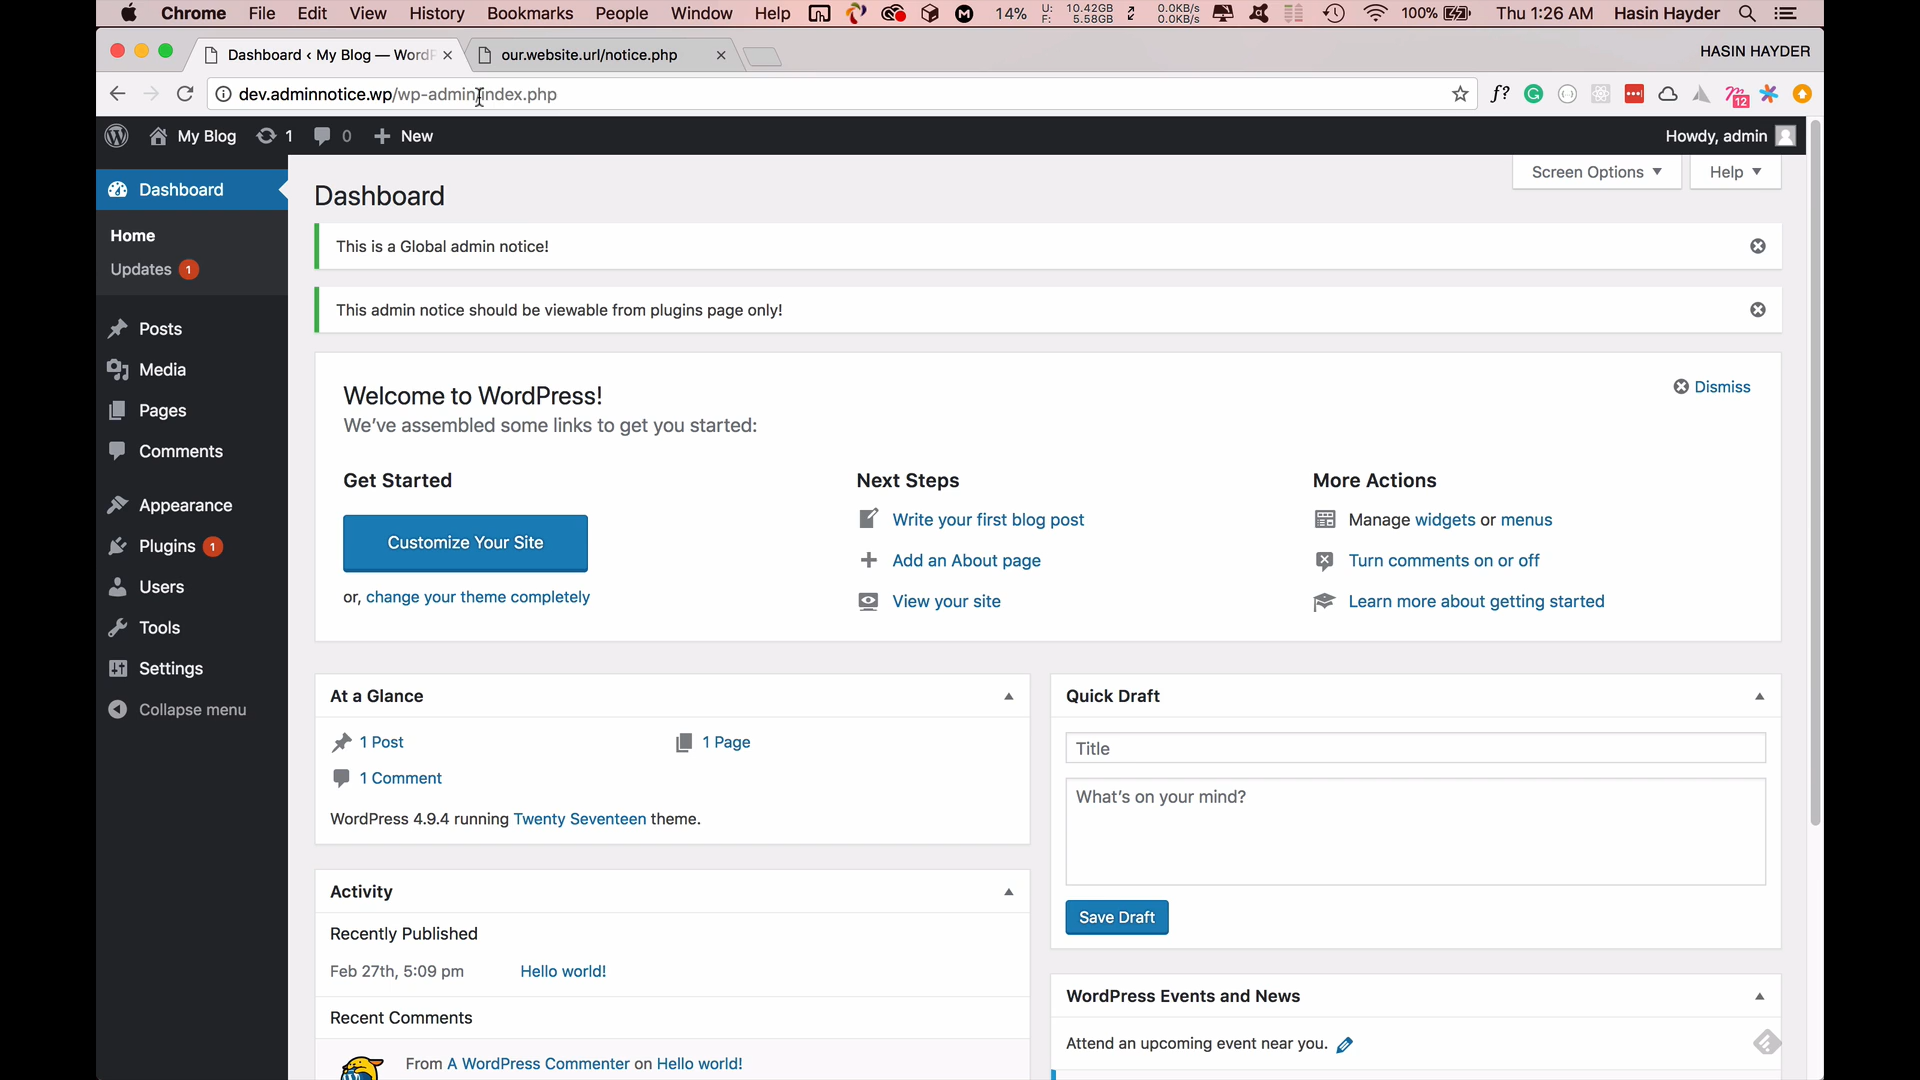 Chrome File Edit View History Bookmarks People Window Help 14% U: 10.42GB F: 5.58GB 0.0KB/s 0.0KB/s 100% Thu 1:26 AM Hasin Hayder
Dashboard ‹ My Blog — WordP our.website.url/notice.php HASIN HAYDER
dev.adminnotice.wp/wp-admin/index.php f? 12
My Blog 1 0 New Howdy, admin
Screen Options Help
Dashboard
Home
Updates 1
Posts
Media
Pages
Comments
Appearance
Plugins 1
Users
Tools
Settings
Collapse menu
Dashboard
This is a Global admin notice!
This admin notice should be viewable from plugins page only!
Welcome to WordPress!
Dismiss
We've assembled some links to get you started:
Get Started
Customize Your Site
or, change your theme completely
Next Steps
Write your first blog post
Add an About page
View your site
More Actions
Manage widgets or menus
Turn comments on or off
Learn more about getting started
At a Glance
1 Post 1 Page
1 Comment
WordPress 4.9.4 running Twenty Seventeen theme.
Activity
Recently Published
Feb 27th, 5:09 pm Hello world!
Recent Comments
From A WordPress Commenter on Hello world!
Quick Draft
Title
What's on your mind?
Save Draft
WordPress Events and News
Attend an upcoming event near you.